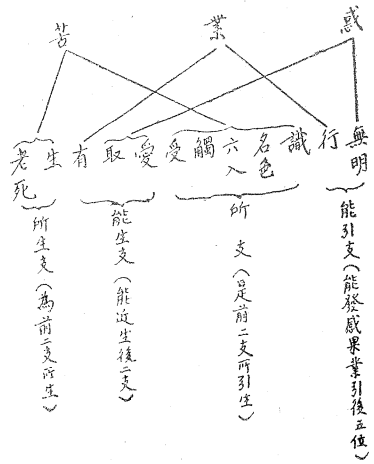 惑 業 苦
無明 行 識 名色 六入 觸 受 愛 取 有 生 老死
能引支(能發感果業引後五位)
所 支(是前二支所引生)
能生支(能近生後二支)
所生支(為前二支所生)